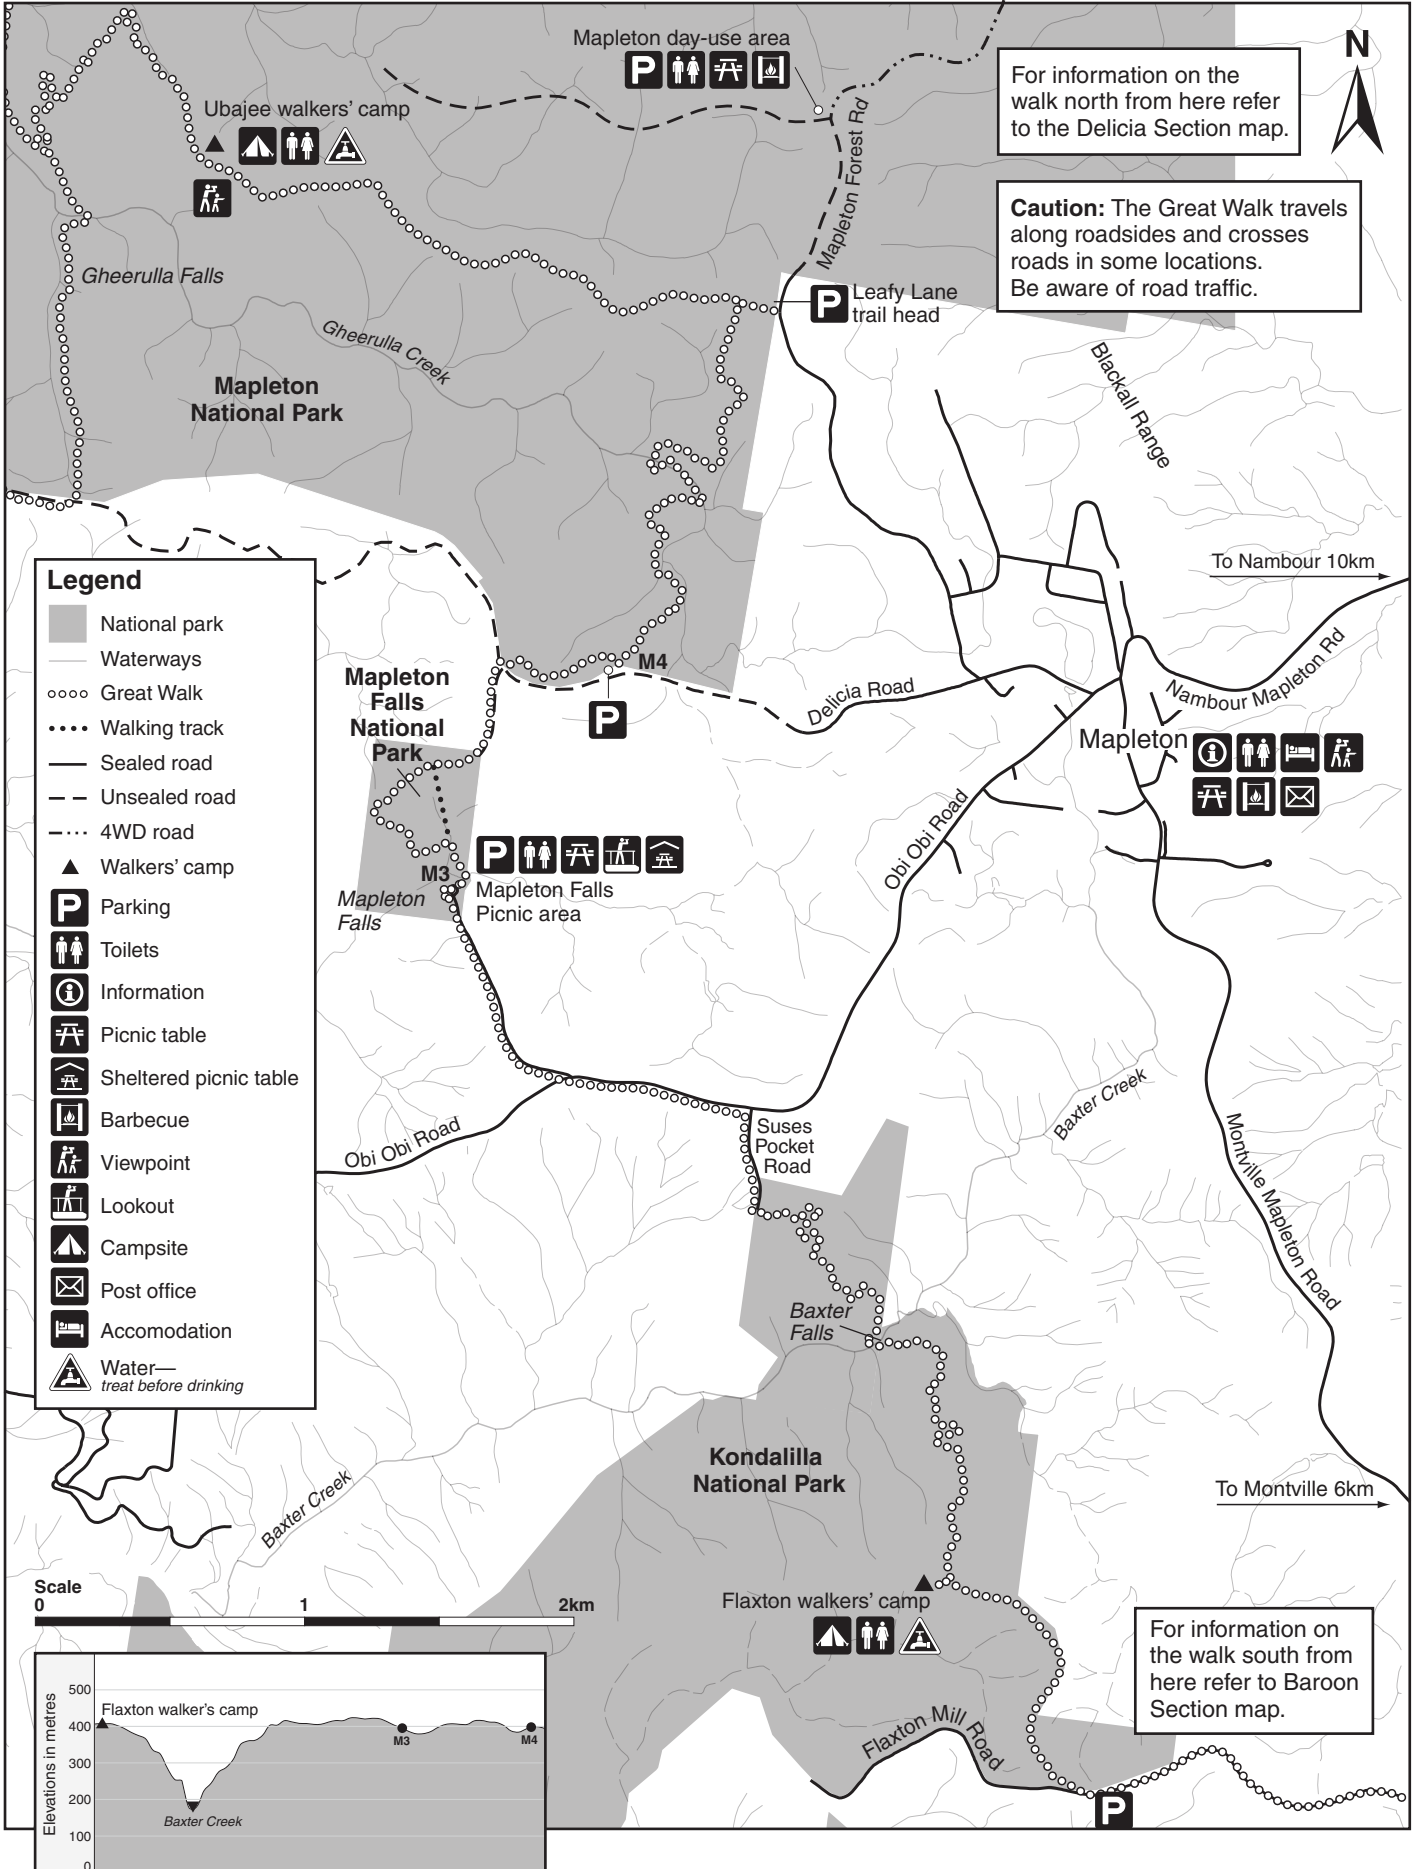 Mapleton day-use area
P
N
For information on the
walk north from here refer
to the Delicia Section map.
Ubajee walkers' camp
Mapleton Forest Rd
Caution: The Great Walk travels
along roadsides and crosses
roads in some locations.
Be aware of road traffic.
Gheerulla Falls
P
Leafy Lane
trail head
Gheerulla Creek
Blackall Range
Mapleton
National Park
To Nambour 10km
Legend
National park
Waterways
Great Walk
Walking track
Sealed road
Unsealed road
4WD road
Walkers' camp
P
Parking
Toilets
Information
Picnic table
Sheltered picnic table
Barbecue
Viewpoint
Lookout
Campsite
Post office
Accomodation
Water—
treat before drinking
M4
Mapleton
Falls
National
Park
P
Delicia Road
Nambour Mapleton Rd
Mapleton
i
Obi Obi Road
P
M3
Mapleton Falls
Picnic area
Mapleton
Falls
Baxter Creek
Suses
Pocket
Road
Obi Obi Road
Montville Mapleton Road
Baxter
Falls
Kondalilla
National Park
To Montville 6km
Baxter Creek
Flaxton walkers' camp
Flaxton Mill Road
For information on
the walk south from
here refer to Baroon
Section map.
P
Scale
0 1 2km
Elevations in metres
500
400
300
200
100
0
Flaxton walker's camp
M3
M4
Baxter Creek